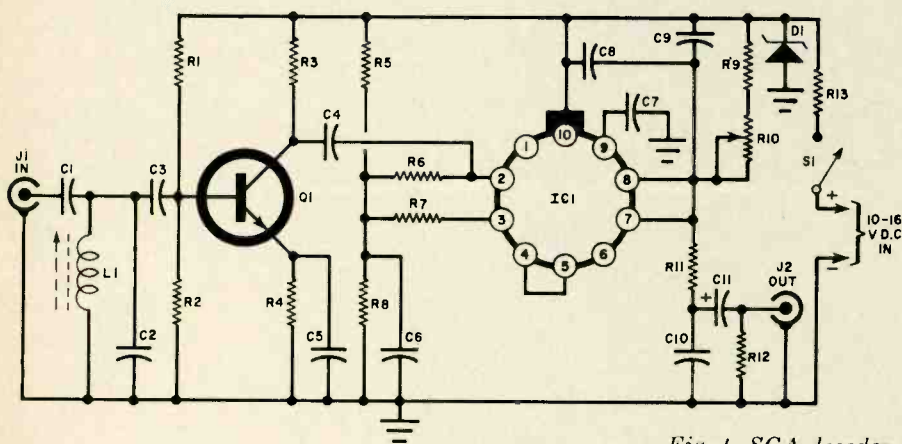 R1
R3
R5
C8
C9
D1
R9
R13
R10
S1
+
10-16
V D.C.
IN
-
J1
IN
C1
C3
C4
Q1
R6
R7
10
1
9
2
8
3
7
4
5
6
IC1
C7
L1
C2
R2
R4
C5
R8
C6
R11
+
C11
J2
OUT
C10
R12
Fig. 1. SCA decoder